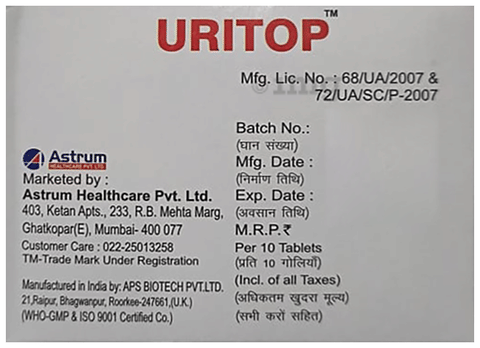 URITOP™
Mfg. Lic. No. : 68/UA/2007 &
72/UA/SC/P-2007
Batch No.:
(घान संख्या)
Mfg. Date :
(निर्माण तिथि)
Exp. Date :
(अवसान तिथि)
M.R.P.₹
Per 10 Tablets
(प्रति 10 गोलियाँ)
(Incl. of all Taxes)
(अधिकतम खुदरा मूल्य)
(सभी करों सहित)
Astrum
HEALTHCARE PVT. LTD.
Marketed by :
Astrum Healthcare Pvt. Ltd.
403, Ketan Apts., 233, R.B. Mehta Marg,
Ghatkopar(E), Mumbai- 400 077
Customer Care : 022-25013258
TM-Trade Mark Under Registration
Manufactured in India by: APS BIOTECH PVT.LTD.
21,Raipur, Bhagwanpur, Roorkee-247661,(U.K.)
(WHO-GMP & ISO 9001 Certified Co.)